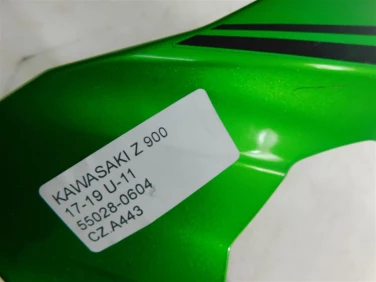 KAWASAKI Z 900
17-19 U-11
55028-0604
CZ.A443